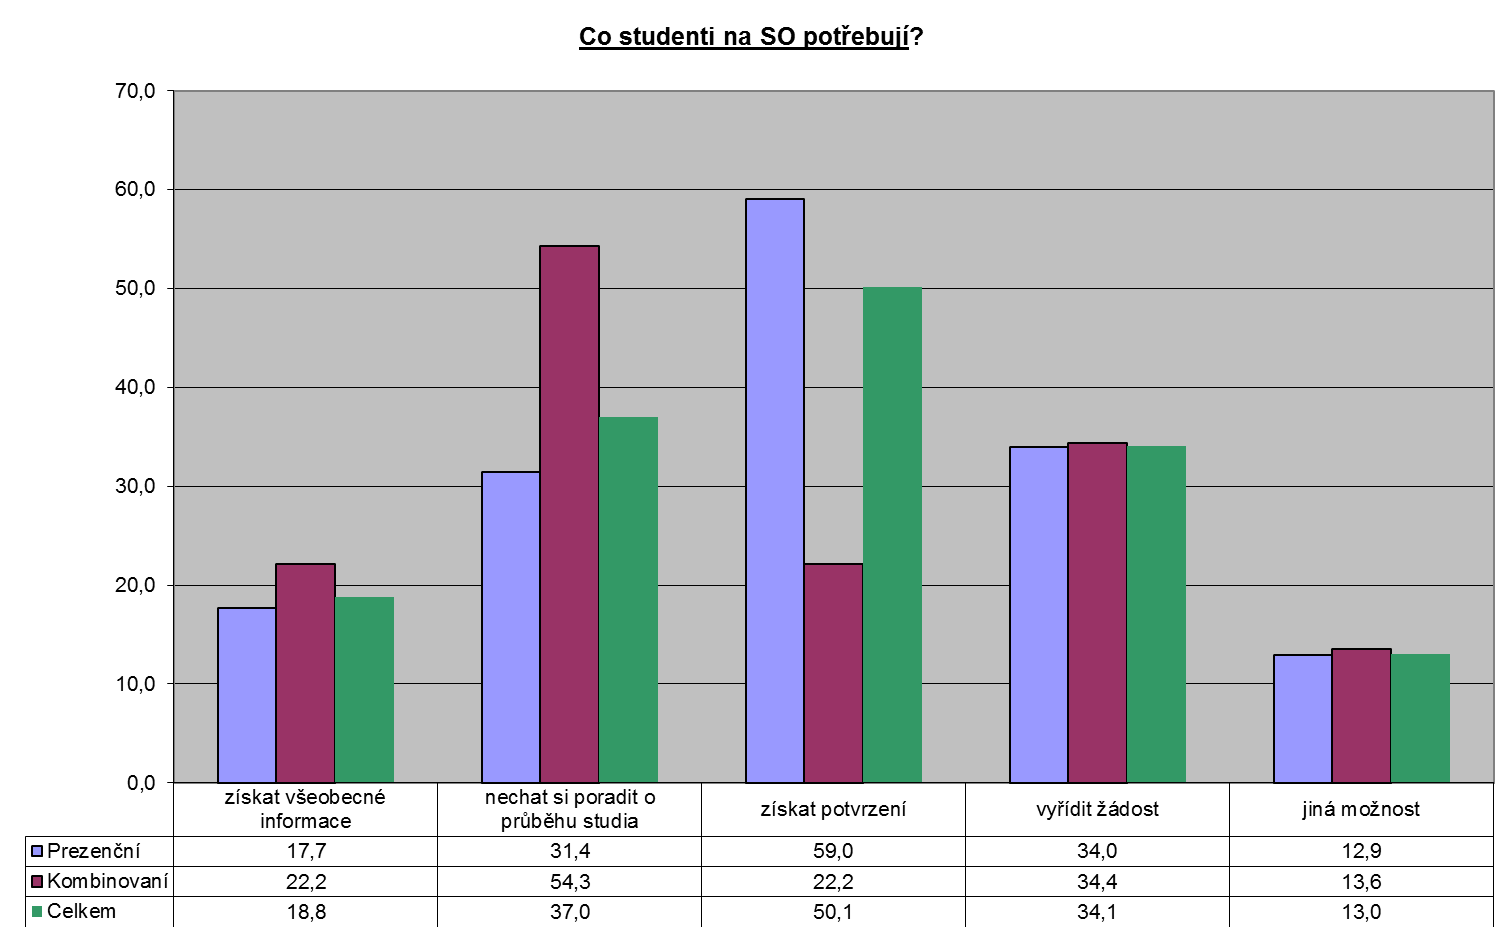 Co studenti na SO potřebují?
70,0
60,0
50,0
40,0
30,0
20,0
10,0
0,0
získat všeobecné
informace
nechat si poradit o
průběhu studia
získat potvrzení
vyřídit žádost
jiná možnost
Prezenční 17,7 31,4 59,0 34,0 12,9
Kombinovaní 22,2 54,3 22,2 34,4 13,6
Celkem 18,8 37,0 50,1 34,1 13,0